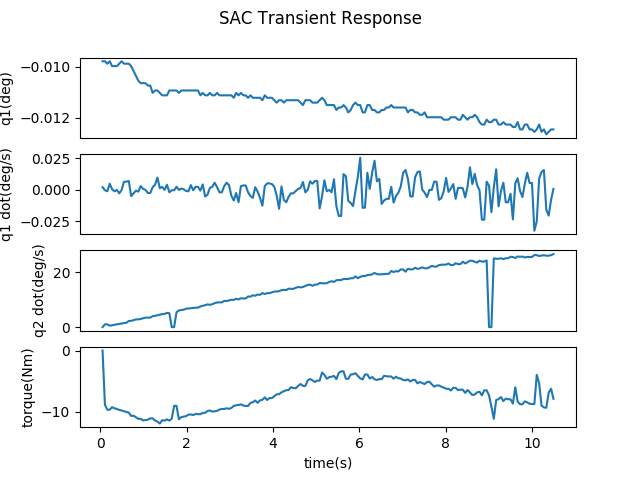 SAC Transient Response
q1(deg)
−0.010
−0.012
q1 dot(deg/s)
0.025
0.000
−0.025
q2 dot(deg/s)
20
0
torque(Nm)
0
−10
0
2
4
6
8
10
time(s)